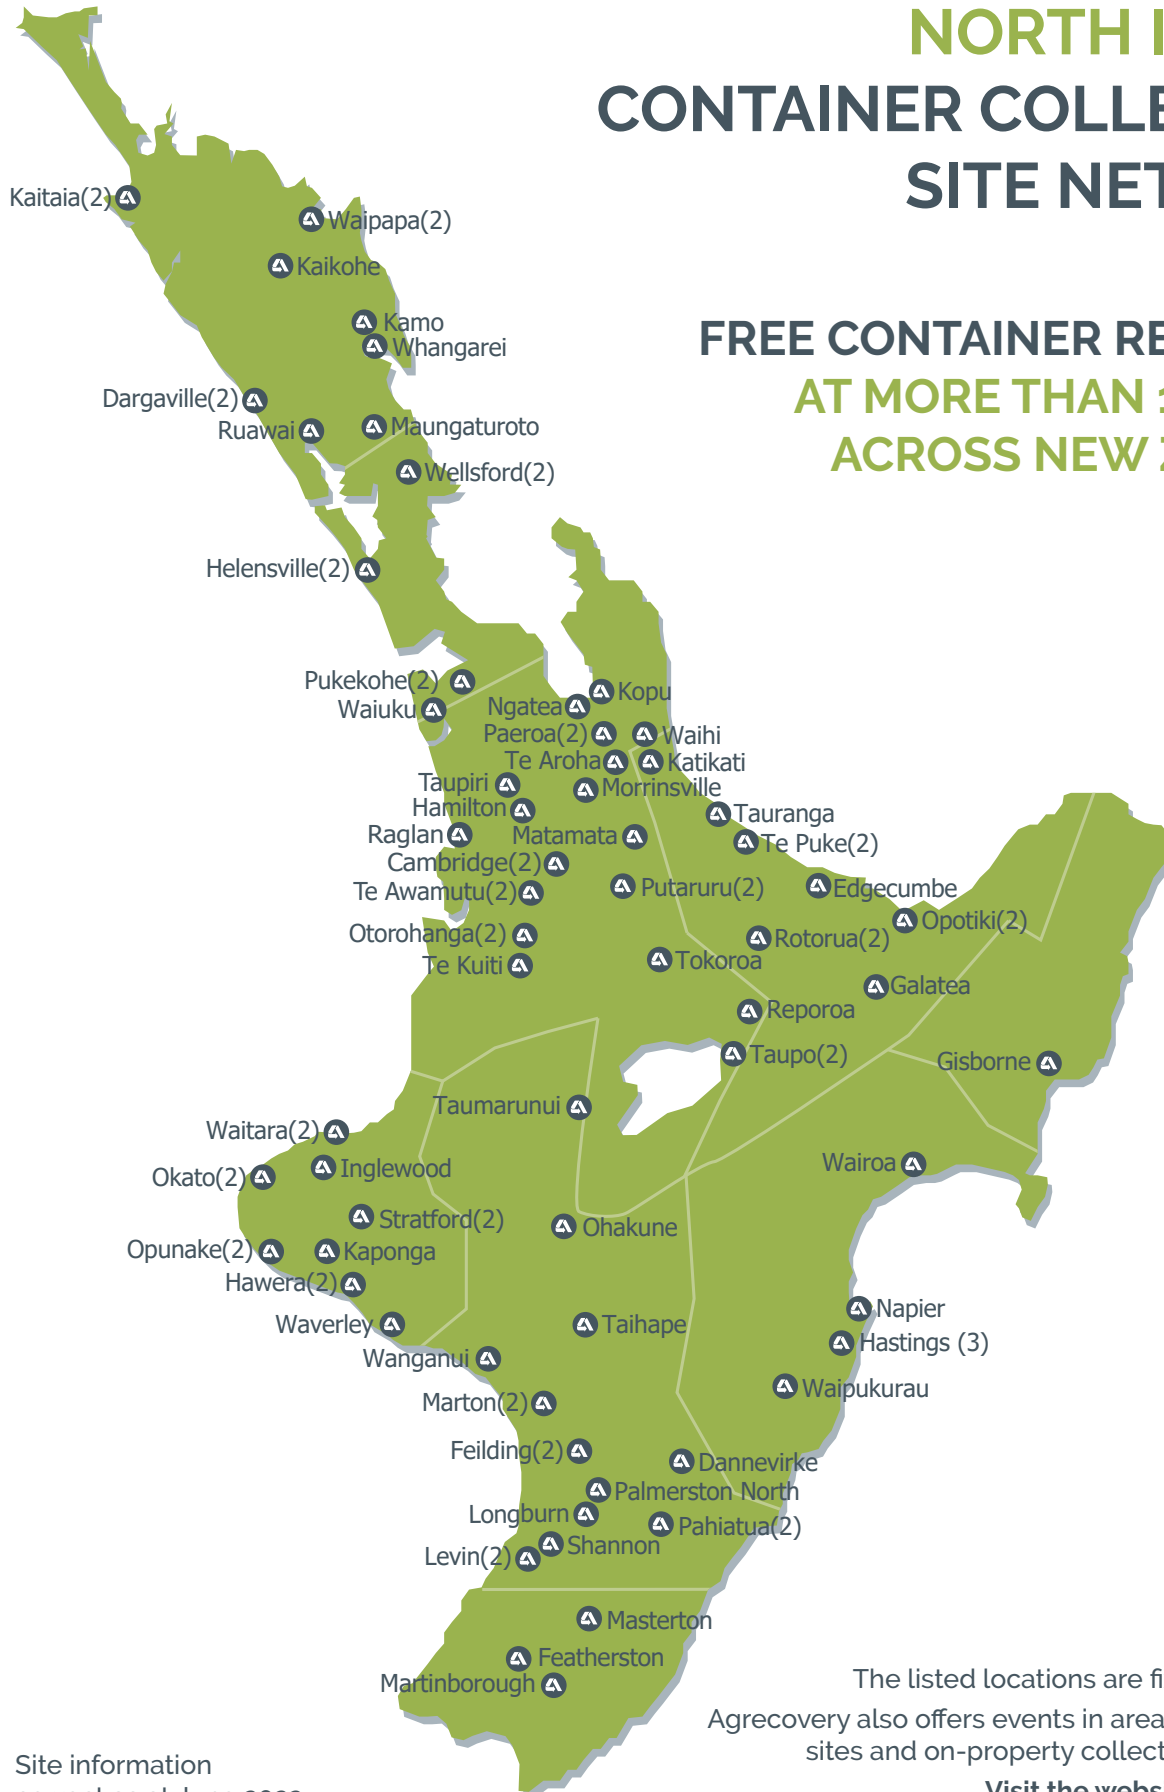 NORTH
CONTAINER
SITE
FREE CONTAINER
AT MORE THAN
ACROSS NEW
Kaitaia(2)
Waipapa(2)
Kaikohe
Kamo
Whangarei
Dargaville(2)
Ruawai
Maungaturoto
Wellsford(2)
Helensville(2)
Pukekohe(2)
Kopu
Waiuku
Ngatea
Paeroa(2)
Waihi
Te Aroha
Katikati
Taupiri
Morrinsville
Hamilton
Tauranga
Raglan
Matamata
Te Puke(2)
Cambridge(2)
Te Awamutu(2)
Putaruru(2)
Edgecumbe
Opotiki(2)
Otorohanga(2)
Rotorua(2)
Te Kuiti
Tokoroa
Galatea
Reporoa
Taupo(2)
Gisborne
Taumarunui
Waitara(2)
Wairoa
Inglewood
Okato(2)
Stratford(2)
Ohakune
Opunake(2)
Kaponga
Hawera(2)
Napier
Waverley
Taihape
Hastings (3)
Wanganui
Waipukurau
Marton(2)
Feilding(2)
Dannevirke
Palmerston North
Longburn
Pahiatua(2)
Shannon
Levin(2)
Masterton
Featherston
Martinborough
The listed locations are
Agrecovery also offers events in
sites and on-property
Visit the
Site information